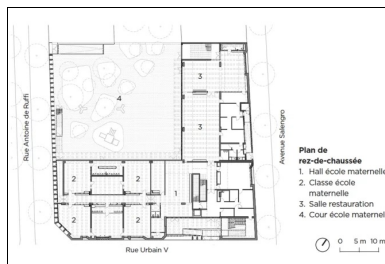 3
4
3
Rue Antoine de Ruffi
Avenue Salengro
2
2
1
2
2
Rue Urbain V
Plan de
rez-de-chaussée
1. Hall école maternelle
2. Classe école
maternelle
3. Salle restauration
4. Cour école maternel
0 5 m 10 m